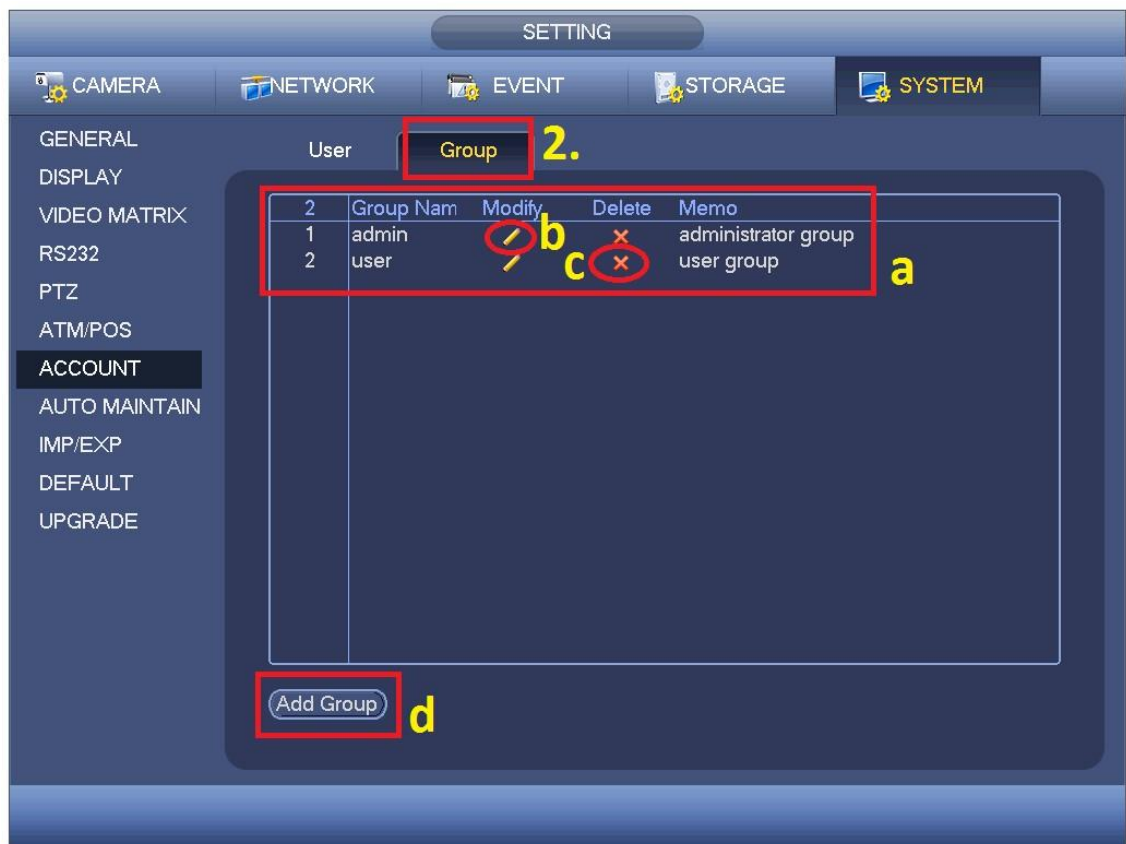 SETTING
CAMERA NETWORK EVENT STORAGE SYSTEM
GENERAL
DISPLAY
VIDEO MATRIX
RS232
PTZ
ATM/POS
ACCOUNT
AUTO MAINTAIN
IMP/EXP
DEFAULT
UPGRADE
User Group 2.
2 Group Nam Modify Delete Memo
1 admin b administrator group
2 user c user group
a
Add Group d